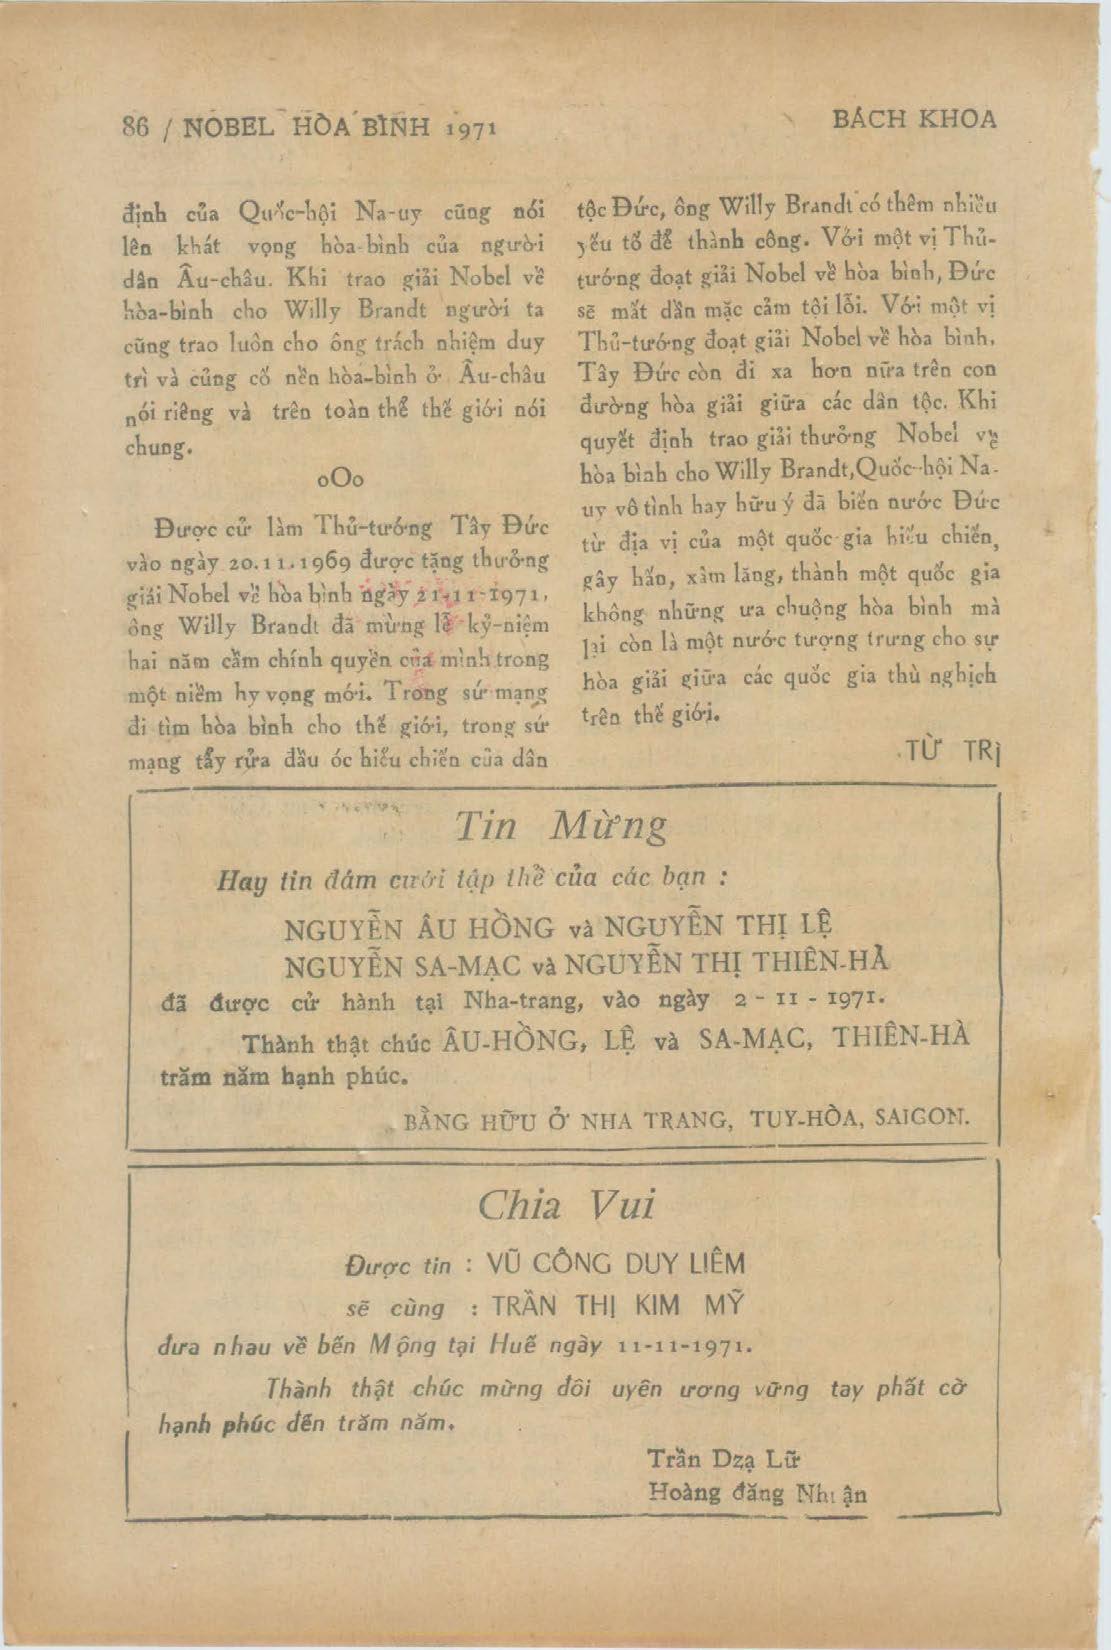 86 / NOBEL HÒA BÌNH 1971
BÁCH KHOA
định của Quốc-hội Na-uy cũng nói
lên khát vọng hòa-bình của người
dân Âu-châu. Khi trao giải Nobel về
hòa-bình cho Willy Brandt người ta
cũng trao luôn cho ông trách nhiệm duy
trì và củng cố nền hòa-bình ở Âu-châu
nói riêng và trên toàn thể thế giới nói
chung.
oOo
Được cử làm Thủ-tướng Tây Đức
vào ngày 20.11.1969 được tặng thưởng
giải Nobel về hòa bình ngày 21-11-1971,
ông Willy Brandt đã mừng lễ kỷ-niệm
hai năm cầm chính quyền của mình trong
một niềm hy vọng mới. Trong sứ mạng
đi tìm hòa bình cho thế giới, trong sứ
mạng tẩy rửa đầu óc hiếu chiến của dân
tộc Đức, ông Willy Brandt có thêm nhiều
yếu tố để thành công. Với một vị Thủ-
tướng đoạt giải Nobel về hòa bình, Đức
sẽ mất dần mặc cảm tội lỗi. Với một vị
Thủ-tướng đoạt giải Nobel về hòa bình,
Tây Đức còn đi xa hơn nữa trên con
đường hòa giải giữa các dân tộc. Khi
quyết định trao giải thưởng Nobel về
hòa bình cho Willy Brandt, Quốc-hội Na-
uy vô tình hay hữu ý đã biến nước Đức
từ địa vị của một quốc gia hiếu chiến,
gây hấn, xâm lăng, thành một quốc gia
không những ưa chuộng hòa bình mà
lại còn là một nước tượng trưng cho sự
hòa giải giữa các quốc gia thù nghịch
trên thế giới.
TỪ TRÌ
Tin Mừng
Hay tin đám cưới tập thể của các bạn :
NGUYỄN ÂU HỒNG và NGUYỄN THỊ LỆ
NGUYỄN SA-MẠC và NGUYỄN THỊ THIÊN-HÀ
đã được cử hành tại Nha-trang, vào ngày 2 - 11 - 1971.
Thành thật chúc ÂU-HỒNG, LỆ và SA-MẠC, THIÊN-HÀ
trăm năm hạnh phúc.
BẰNG HỮU Ở NHA TRANG, TUY-HÒA, SAIGON.
Chia Vui
Được tin : VŨ CÔNG DUY LIÊM
sẽ cùng : TRẦN THỊ KIM MỸ
đưa nhau về bến Mộng tại Huế ngày 11-11-1971.
Thành thật chúc mừng đôi uyên ương vững tay phất cờ
hạnh phúc đến trăm năm.
Trần Dzạ Lữ
Hoàng đăng Nhuận